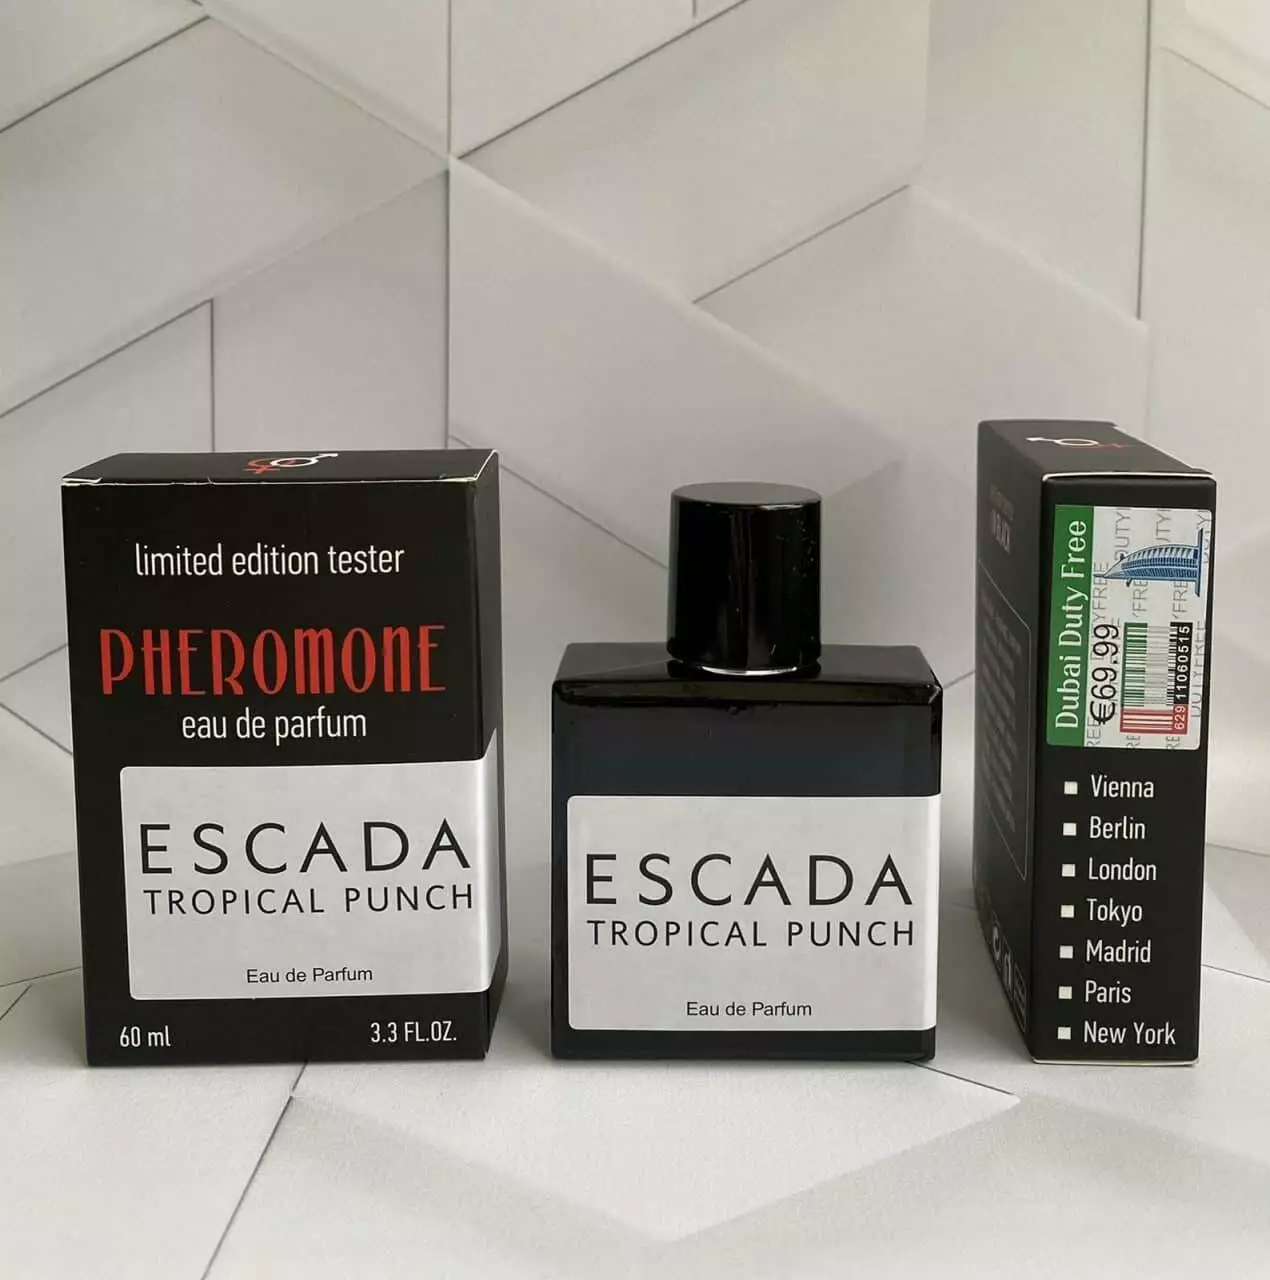 limited edition tester
PHEROMONE
eau de parfum
ESCADA
TROPICAL PUNCH
Eau de Parfum
60 ml
3.3 FL.OZ.
ESCADA
TROPICAL PUNCH
Eau de Parfum
Dubai Duty Free
€69.99
629 11060515
Vienna
Berlin
London
Tokyo
Madrid
Paris
New York